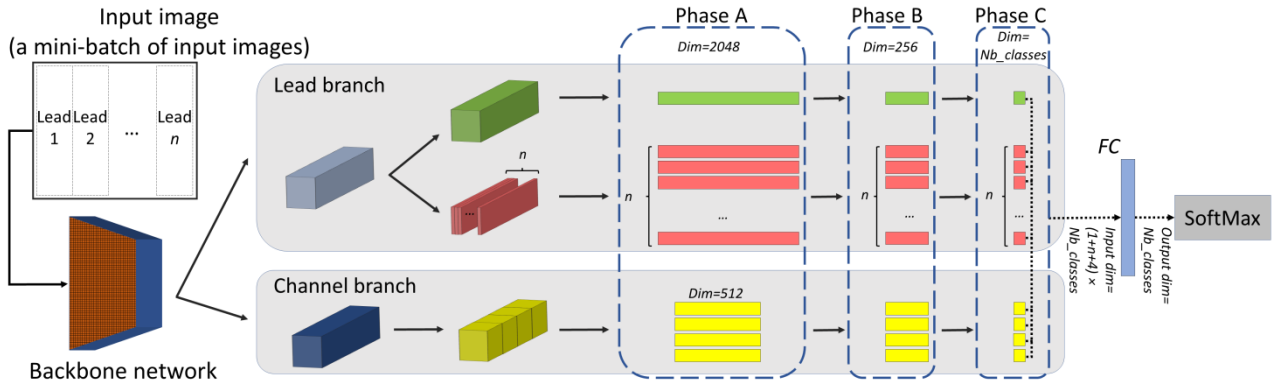 Input image
(a mini-batch of input images)
Lead
1
Lead
2
...
Lead
n
Backbone network
Lead branch
n
...
Channel branch
Phase A
Dim=2048
n
...
Dim=512
Phase B
Dim=256
n
...
Phase C
Dim=
Nb_classes
n
...
FC
Input dim=
(1+n+4) ×
Nb_classes
Output dim=
Nb_classes
SoftMax